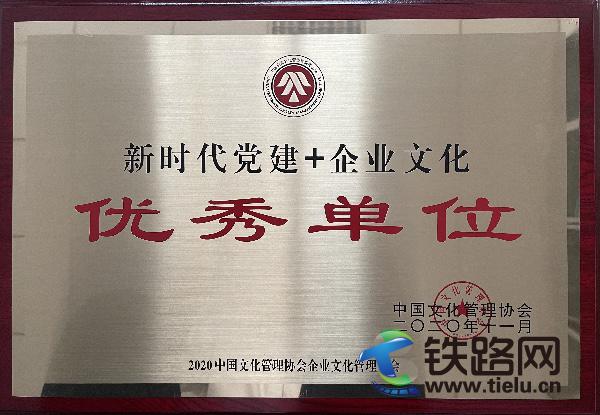 新时代党建+企业文化
优秀单位
中国文化管理协会
二〇二〇年十一月
2020中国文化管理协会企业文化管理
会
铁路网
www.tielu.cn